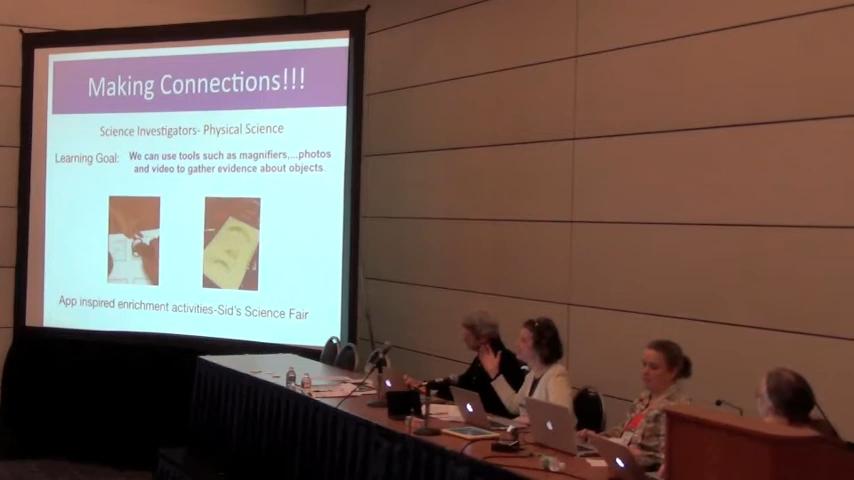 Making Connections!!!
Science Investigators- Physical Science
Learning Goal: We can use tools such as magnifiers,...photos
and video to gather evidence about objects.
App inspired enrichment activities-Sid's Science Fair